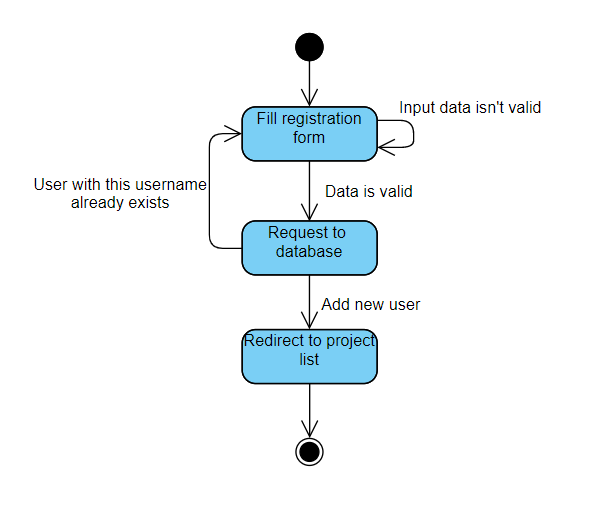 Fill registration
form
Input data isn't valid
User with this username
already exists
Data is valid
Request to
database
Add new user
Redirect to project
list